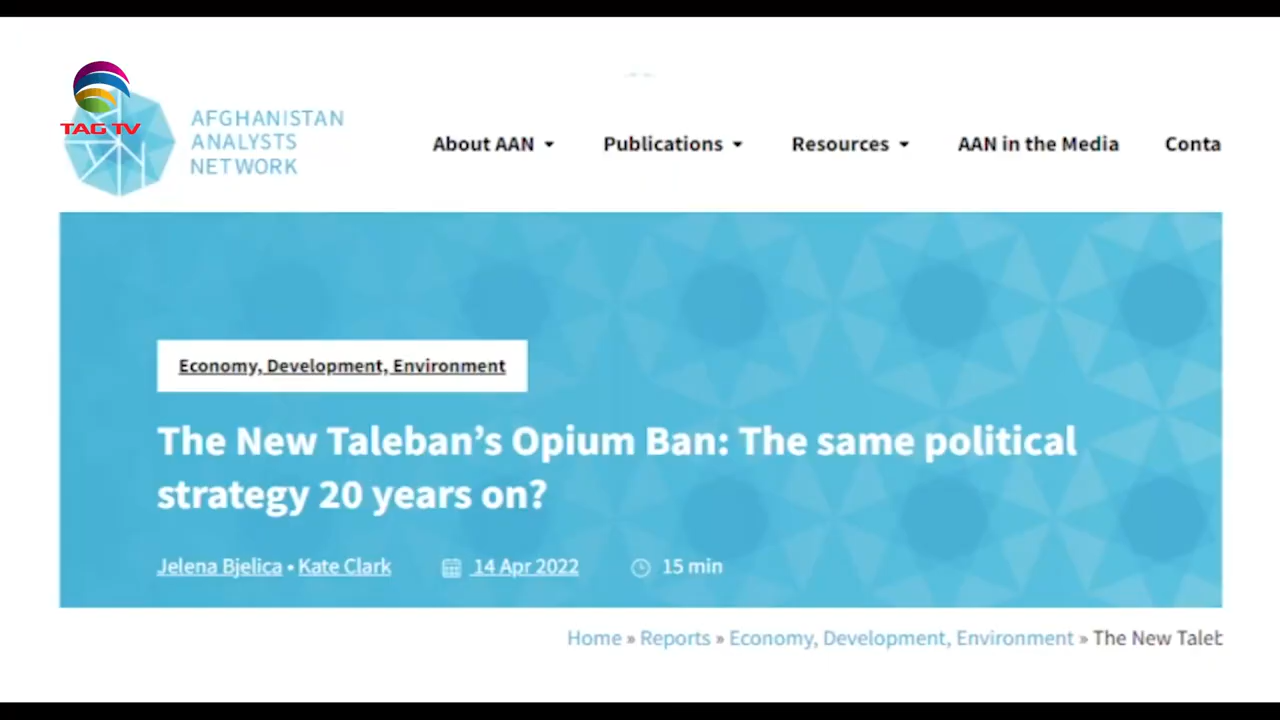 TAG TV
AFGHANISTAN
ANALYSTS
NETWORK
About AAN
Publications
Resources
AAN in the Media
Conta
Economy, Development, Environment
The New Taleban's Opium Ban: The same political
strategy 20 years on?
Jelena Bjelica • Kate Clark 14 Apr 2022 15 min
Home » Reports » Economy, Development, Environment » The New Taleb